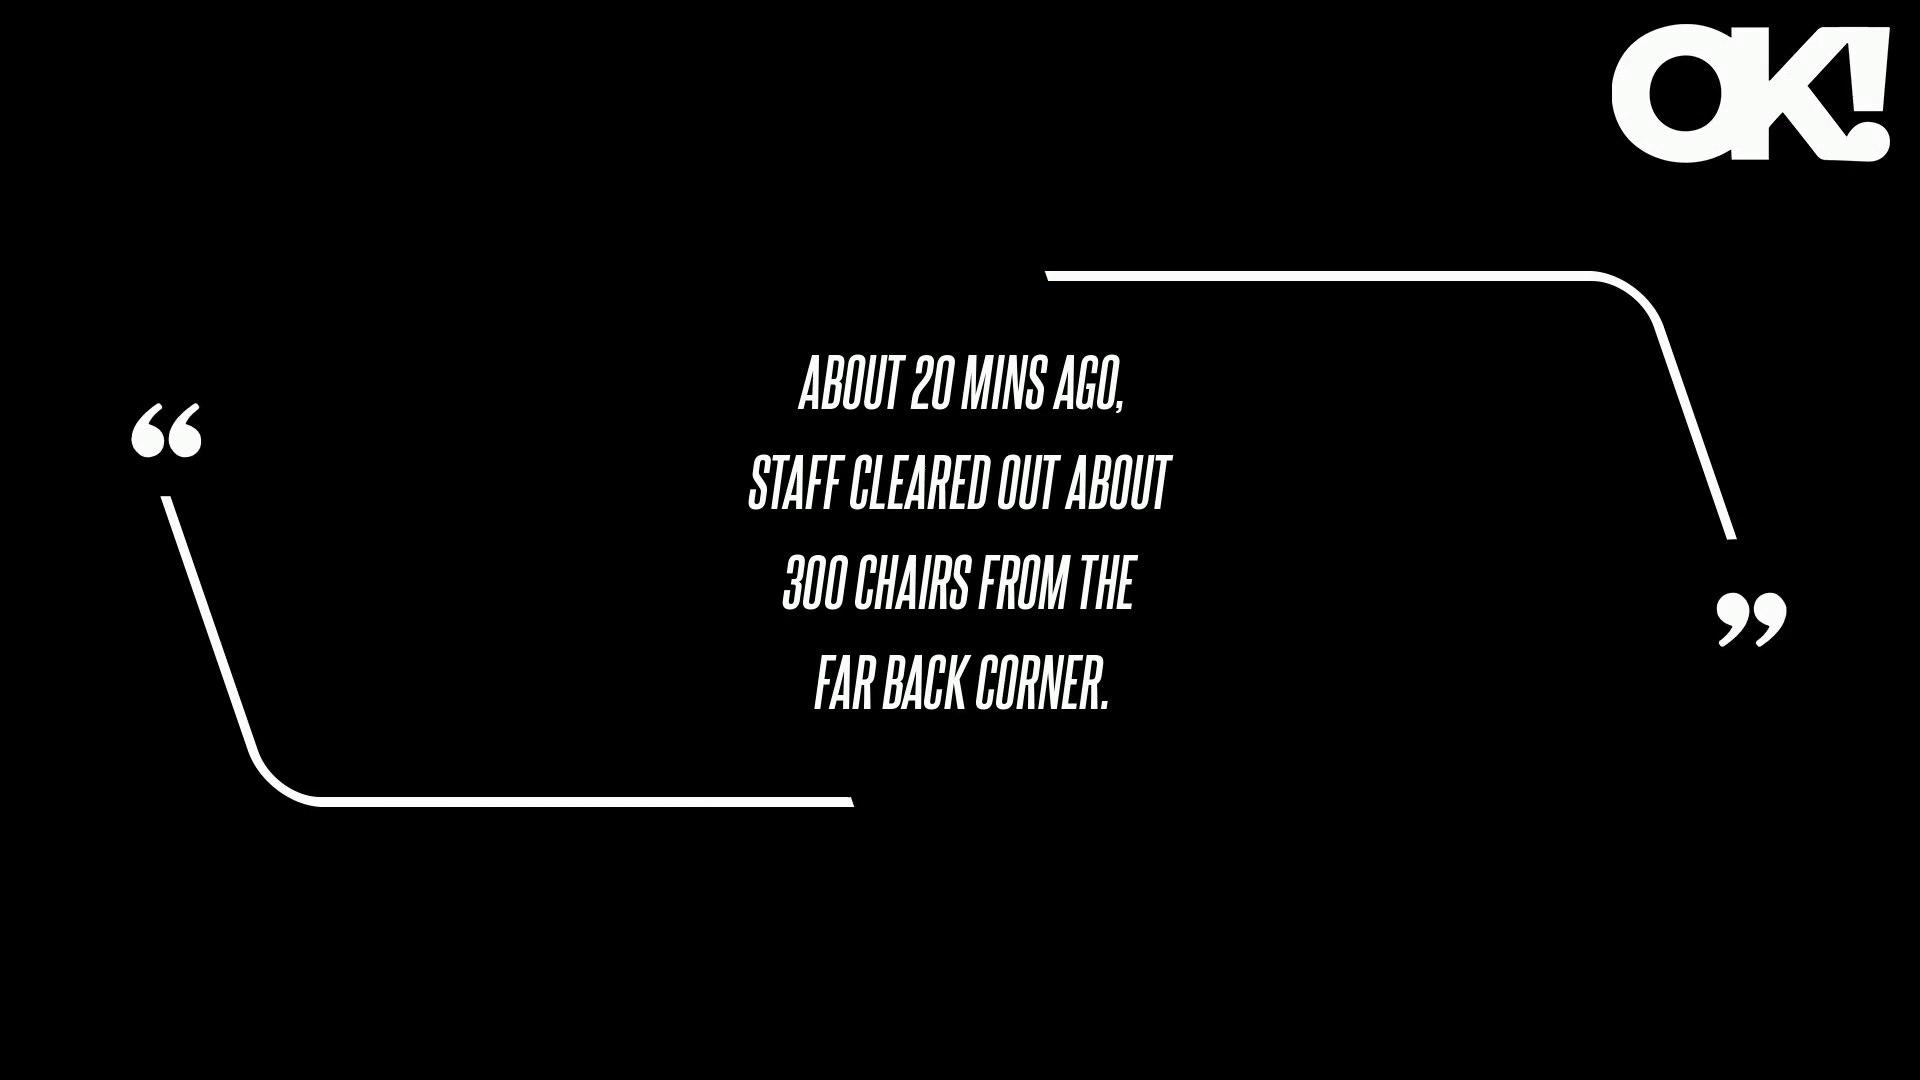 OK!
“
ABOUT 20 MINS AGO,
STAFF CLEARED OUT ABOUT
300 CHAIRS FROM THE
FAR BACK CORNER.
”